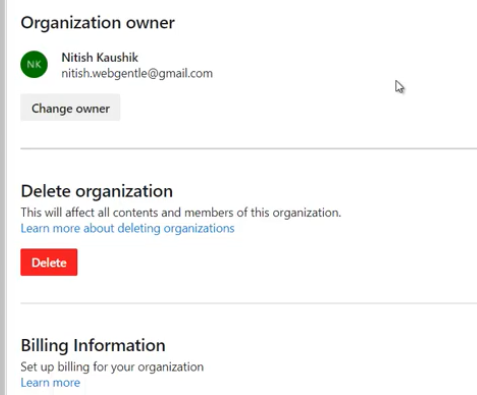 Organization owner
NK
Nitish Kaushik
nitish.webgentle@gmail.com
Change owner
Delete organization
This will affect all contents and members of this organization.
Learn more about deleting organizations
Delete
Billing Information
Set up billing for your organization
Learn more